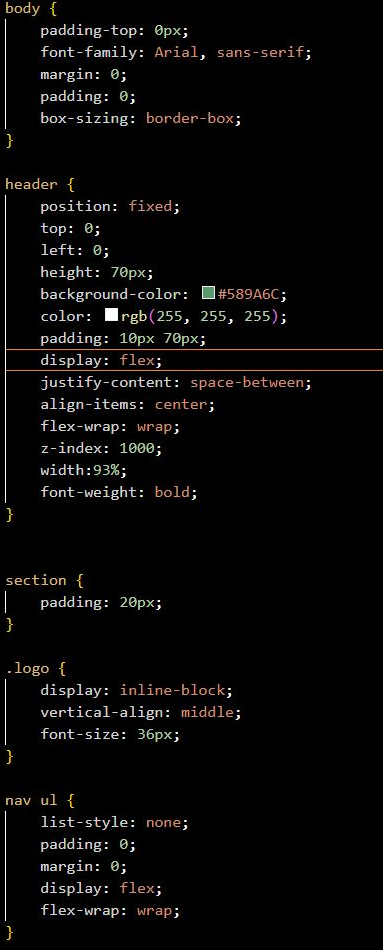 body {
    padding-top: 0px;
    font-family: Arial, sans-serif;
    margin: 0;
    padding: 0;
    box-sizing: border-box;
}

header {
    position: fixed;
    top: 0;
    left: 0;
    height: 70px;
    background-color: #589A6C;
    color: rgb(255, 255, 255);
    padding: 10px 70px;
    display: flex;
    justify-content: space-between;
    align-items: center;
    flex-wrap: wrap;
    z-index: 1000;
    width:93%;
    font-weight: bold;
}

section {
    padding: 20px;
}

.logo {
    display: inline-block;
    vertical-align: middle;
    font-size: 36px;
}

nav ul {
    list-style: none;
    padding: 0;
    margin: 0;
    display: flex;
    flex-wrap: wrap;
}